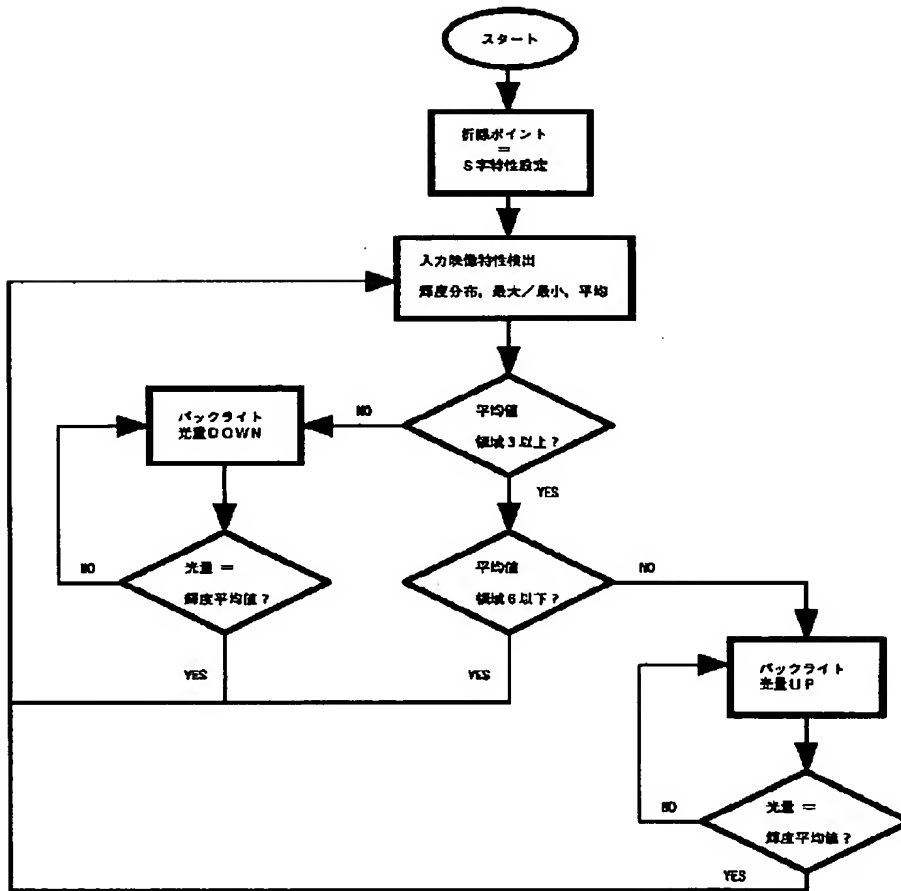 スタート
折線ポイント
=
S字特性設定
入力映像特性検出
輝度分布，最大／最小，平均
平均値
領域3以上？
NO
バックライト
光量DOWN
YES
NO
光量 =
輝度平均値？
平均値
領域6以下？
NO
YES
YES
バックライト
光量UP
NO
光量 =
輝度平均値？
YES